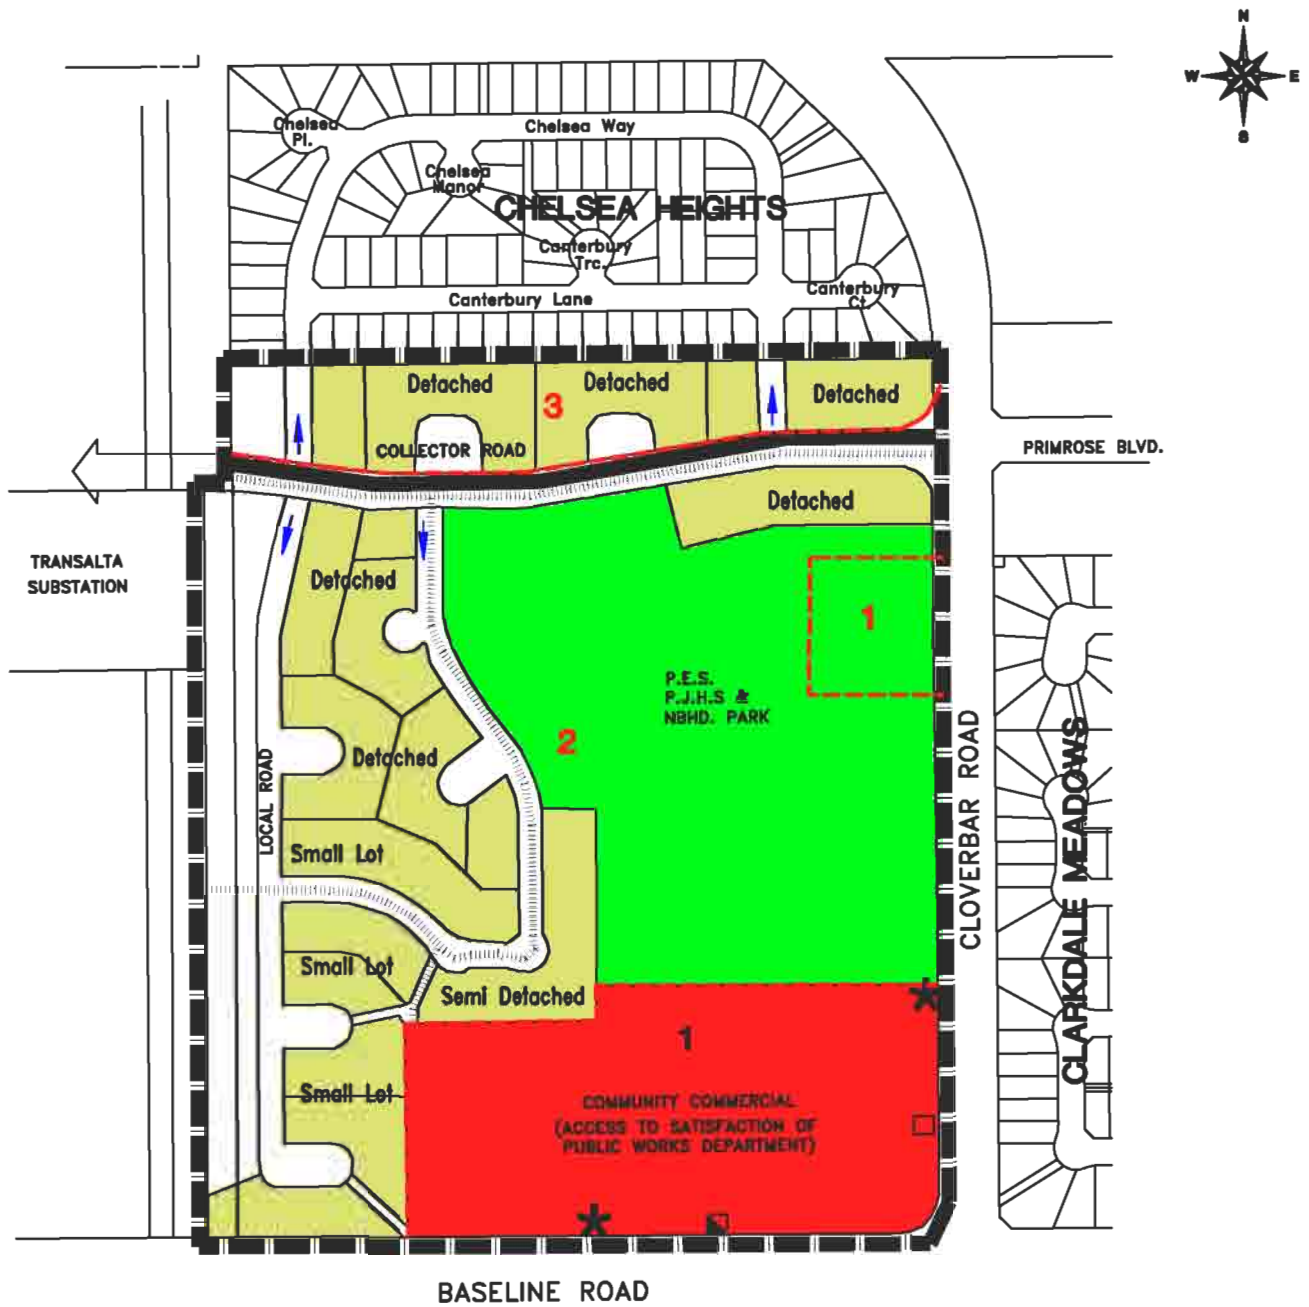 N
W E
S
Chelsea
Pl.
Chelsea Way
Chelsea
Manor
CHELSEA HEIGHTS
Canterbury
Trc.
Canterbury Lane
Canterbury
Ct
Detached
Detached
Detached
3
COLLECTOR ROAD
PRIMROSE BLVD.
Detached
TRANSALTA
SUBSTATION
Detached
1
P.E.S.
P.J.H.S &
NBHD. PARK
2
Detached
LOCAL ROAD
CLOVERBAR ROAD
CLARKDALE MEADOWS
Small Lot
Small Lot
Semi Detached
1
Small Lot
COMMUNITY COMMERCIAL
(ACCESS TO SATISFACTION OF
PUBLIC WORKS DEPARTMENT)
BASELINE ROAD